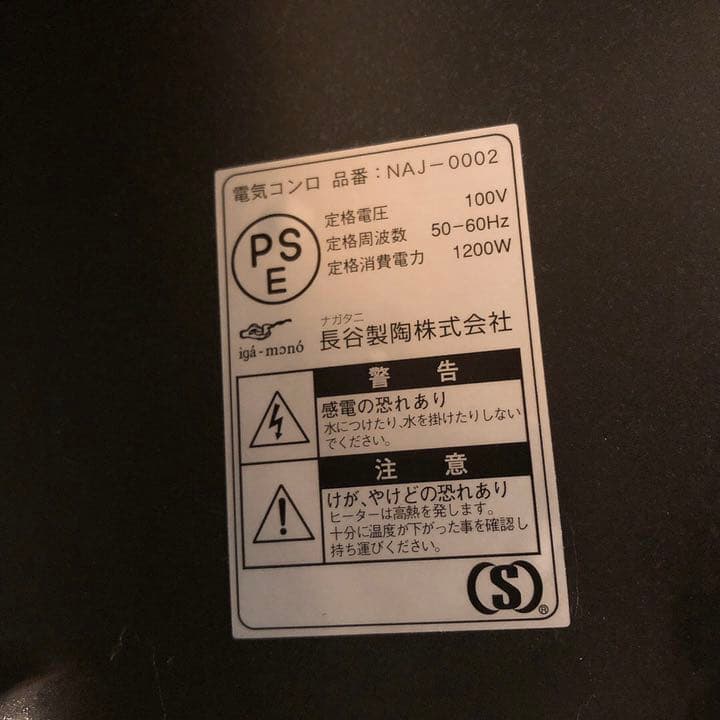 電気コンロ 品番：NAJ-0002
PS
E
定格電圧 100V
定格周波数 50-60Hz
定格消費電力 1200W
igá-mɔnó
ナガタニ
長谷製陶株式会社
警 告
感電の恐れあり
水につけたり、水を掛けたりしない
でください。
注 意
けが、やけどの恐れあり
ヒーターは高熱を発します。
十分に温度が下がった事を確認し
持ち運びください。
(S)®